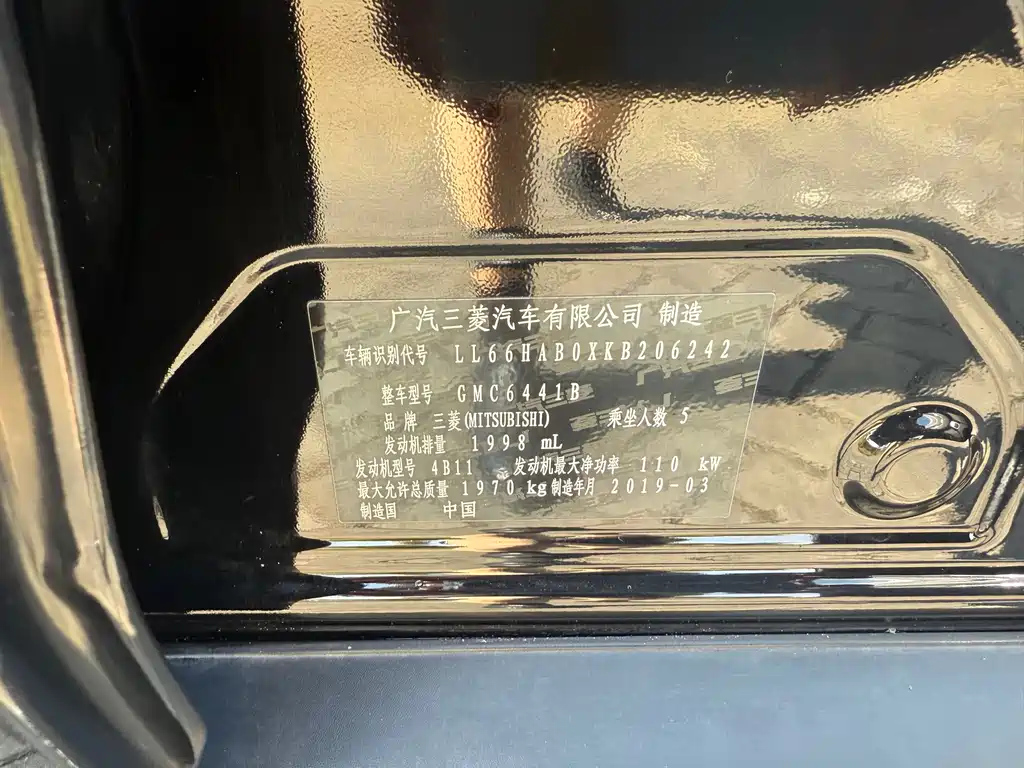 广汽三菱汽车有限公司 制造
车辆识别代号 LL66HAB0XKB206242
整车型号 GMC6441B
品牌 三菱(MITSUBISHI) 乘坐人数 5
发动机排量 1998 mL
发动机型号 4B11 发动机最大净功率 110 kW
最大允许总质量 1970 kg 制造年月 2019-03
制造国 中国